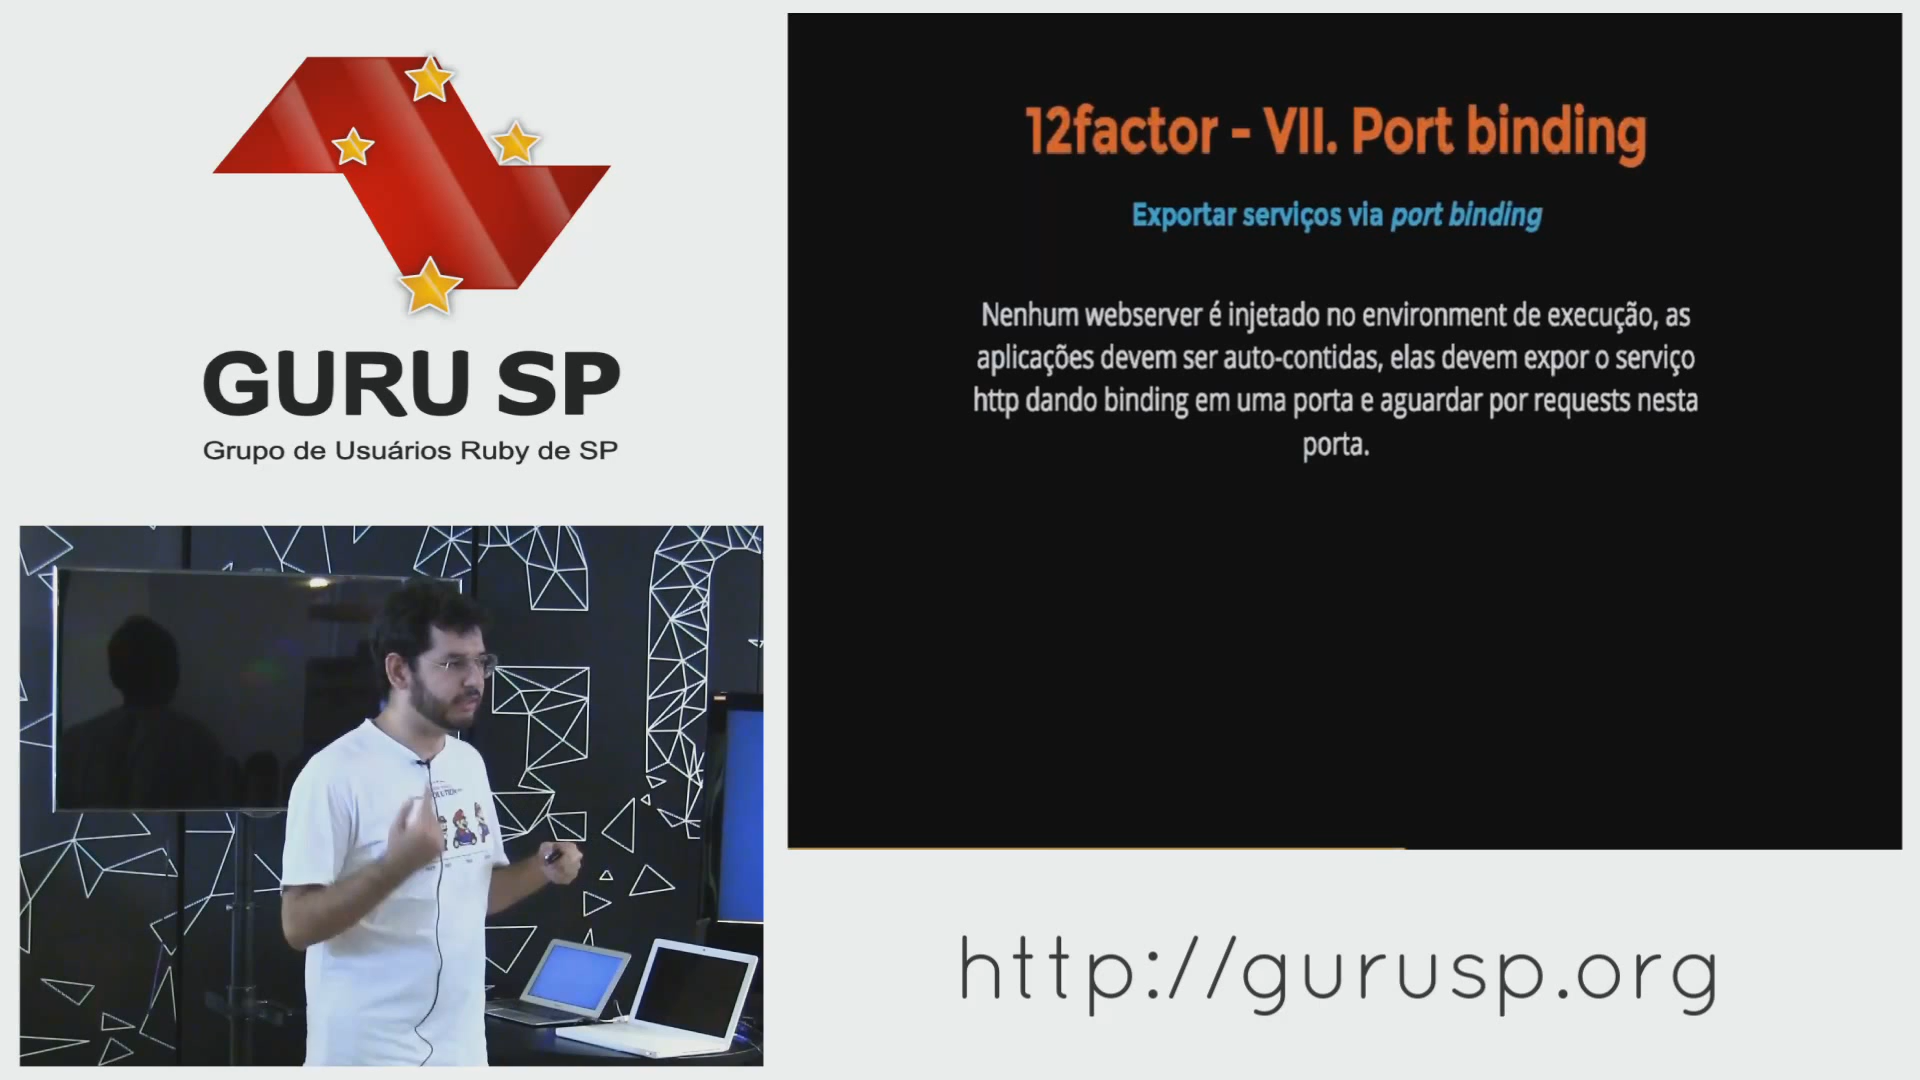 GURU SP
Grupo de Usuários Ruby de SP
12factor - VII. Port binding
Exportar serviços via port binding
Nenhum webserver é injetado no environment de execução, as
aplicações devem ser auto-contidas, elas devem expor o serviço
http dando binding em uma porta e aguardar por requests nesta
porta.
http://gurusp.org